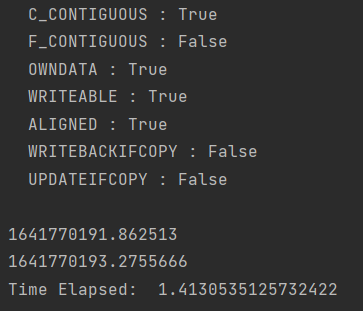 C_CONTIGUOUS : True
F_CONTIGUOUS : False
OWNDATA : True
WRITEABLE : True
ALIGNED : True
WRITEBACKIFCOPY : False
UPDATEIFCOPY : False
1641770191.862513
1641770193.2755666
Time Elapsed:  1.4130535125732422